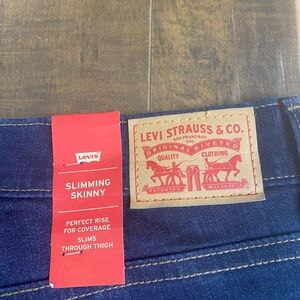 Levi's
SLIMMING
SKINNY
PERFECT RISE
FOR COVERAGE
SLIMS
THROUGH THIGH
LEVI STRAUSS & CO.
SAN FRANCISCO
CAL.
ORIGINAL RIVETED
QUALITY CLOTHING
PATENTED MAY 20 1873